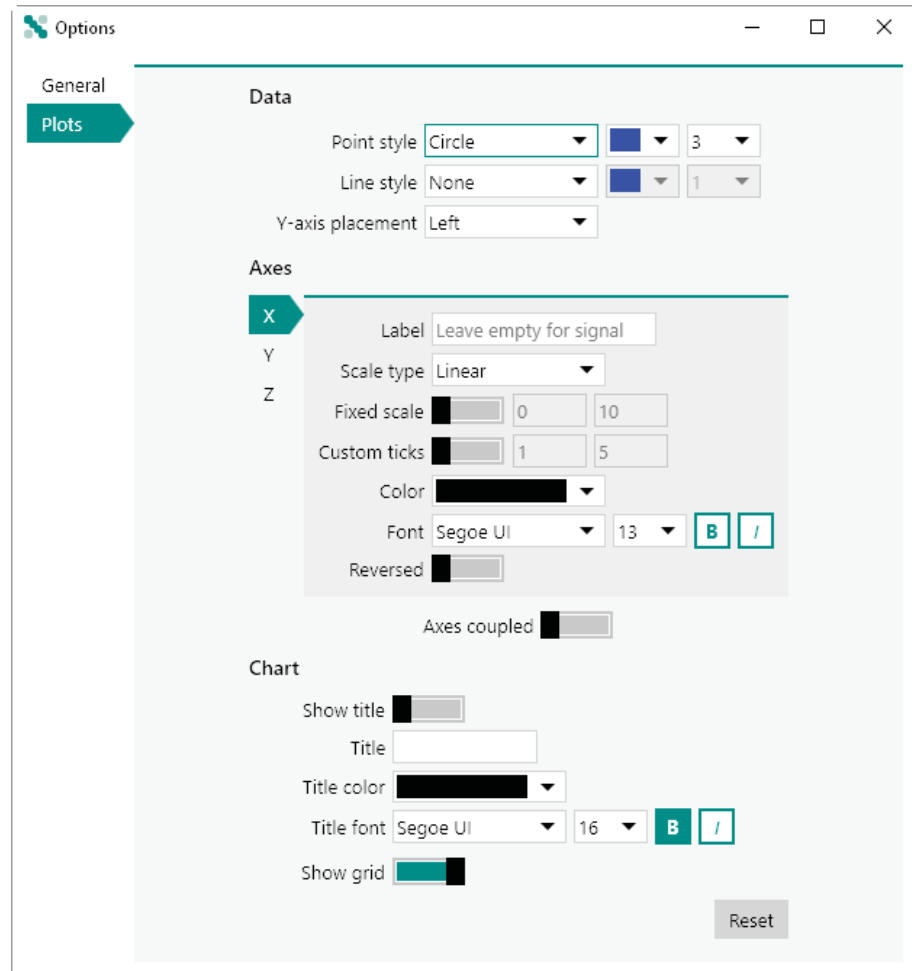 Options
General
Plots
Data
Point style Circle 3
Line style None 1
Y-axis placement Left
Axes
X
Y
Z
Label Leave empty for signal
Scale type Linear
Fixed scale 0 10
Custom ticks 1 5
Color
Font Segoe UI 13 B I
Reversed
Axes coupled
Chart
Show title
Title
Title color
Title font Segoe UI 16 B I
Show grid
Reset